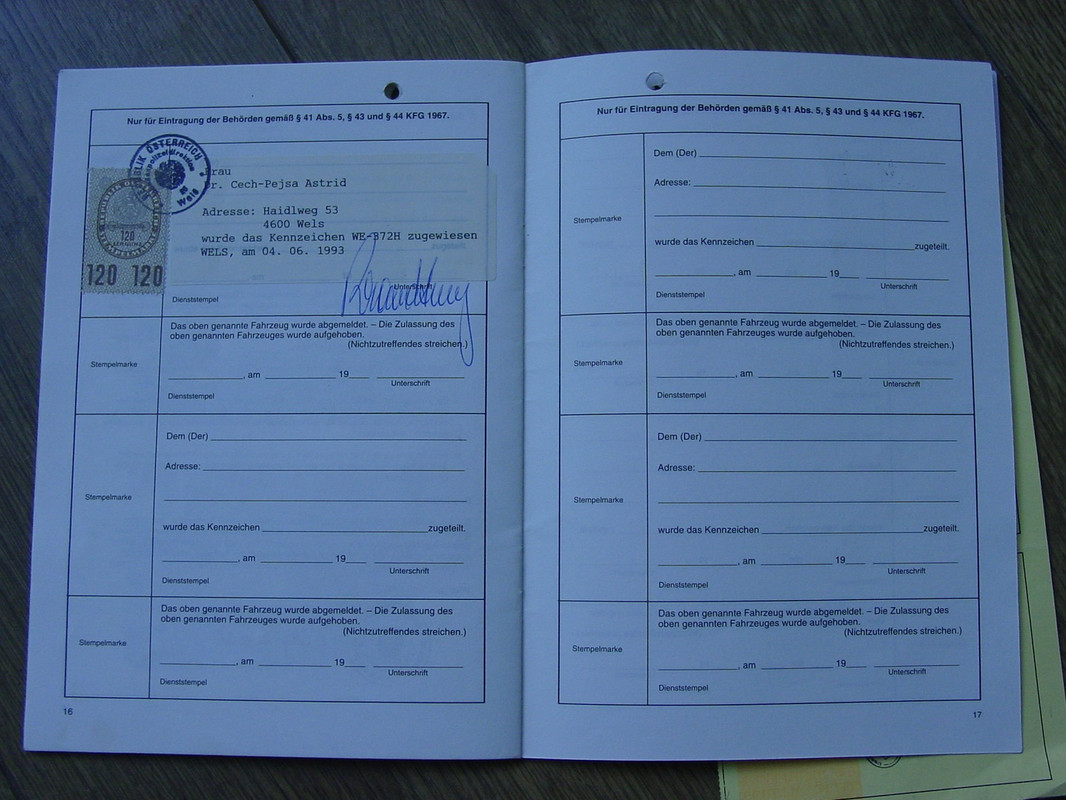 Nur für Eintragung der Behörden gemäß § 41 Abs. 5, § 43 und § 44 KFG 1967.
120
120 120
Wels
Frau
Dr. Cech-Pejsa Astrid
Adresse: Haidlweg 53
4600 Wels
wurde das Kennzeichen WE-872H zugewiesen
WELS, am 04. 06. 1993
Unterschrift
Dienststempel
Stempelmarke
Das oben genannte Fahrzeug wurde abgemeldet. – Die Zulassung des
oben genannten Fahrzeuges wurde aufgehoben.
(Nichtzutreffendes streichen.)
, am 19
Unterschrift
Dienststempel
Stempelmarke
Dem (Der)
Adresse:
wurde das Kennzeichen zugeteilt.
, am 19
Unterschrift
Dienststempel
Stempelmarke
Das oben genannte Fahrzeug wurde abgemeldet. – Die Zulassung des
oben genannten Fahrzeuges wurde aufgehoben.
(Nichtzutreffendes streichen.)
, am 19
Unterschrift
Dienststempel
16
Nur für Eintragung der Behörden gemäß § 41 Abs. 5, § 43 und § 44 KFG 1967.
Stempelmarke
Dem (Der)
Adresse:
wurde das Kennzeichen zugeteilt.
, am 19
Unterschrift
Dienststempel
Stempelmarke
Das oben genannte Fahrzeug wurde abgemeldet. – Die Zulassung des
oben genannten Fahrzeuges wurde aufgehoben.
(Nichtzutreffendes streichen.)
, am 19
Unterschrift
Dienststempel
Stempelmarke
Dem (Der)
Adresse:
wurde das Kennzeichen zugeteilt.
, am 19
Unterschrift
Dienststempel
Stempelmarke
Das oben genannte Fahrzeug wurde abgemeldet. – Die Zulassung des
oben genannten Fahrzeuges wurde aufgehoben.
(Nichtzutreffendes streichen.)
, am 19
Unterschrift
Dienststempel
17